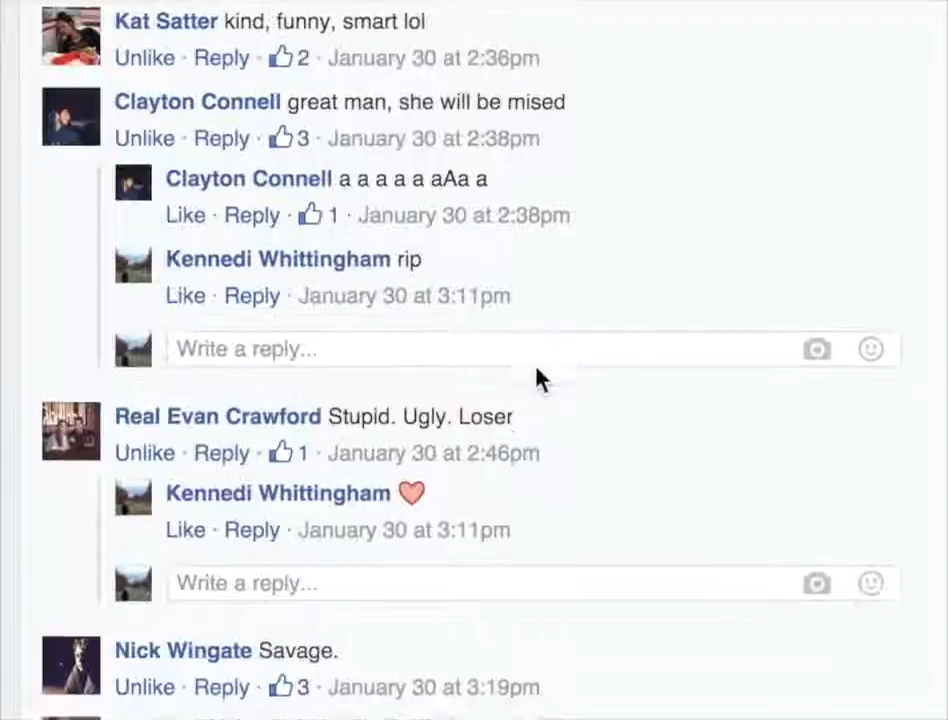 Kat Satter kind, funny, smart lol
Unlike · Reply · 2 · January 30 at 2:36pm
Clayton Connell great man, she will be mised
Unlike · Reply · 3 · January 30 at 2:38pm
Clayton Connell a a a a a aAa a
Like · Reply · 1 · January 30 at 2:38pm
Kennedi Whittingham rip
Like · Reply · January 30 at 3:11pm
Write a reply...
Real Evan Crawford Stupid. Ugly. Loser
Unlike · Reply · 1 · January 30 at 2:46pm
Kennedi Whittingham
Like · Reply · January 30 at 3:11pm
Write a reply...
Nick Wingate Savage.
Unlike · Reply · 3 · January 30 at 3:19pm